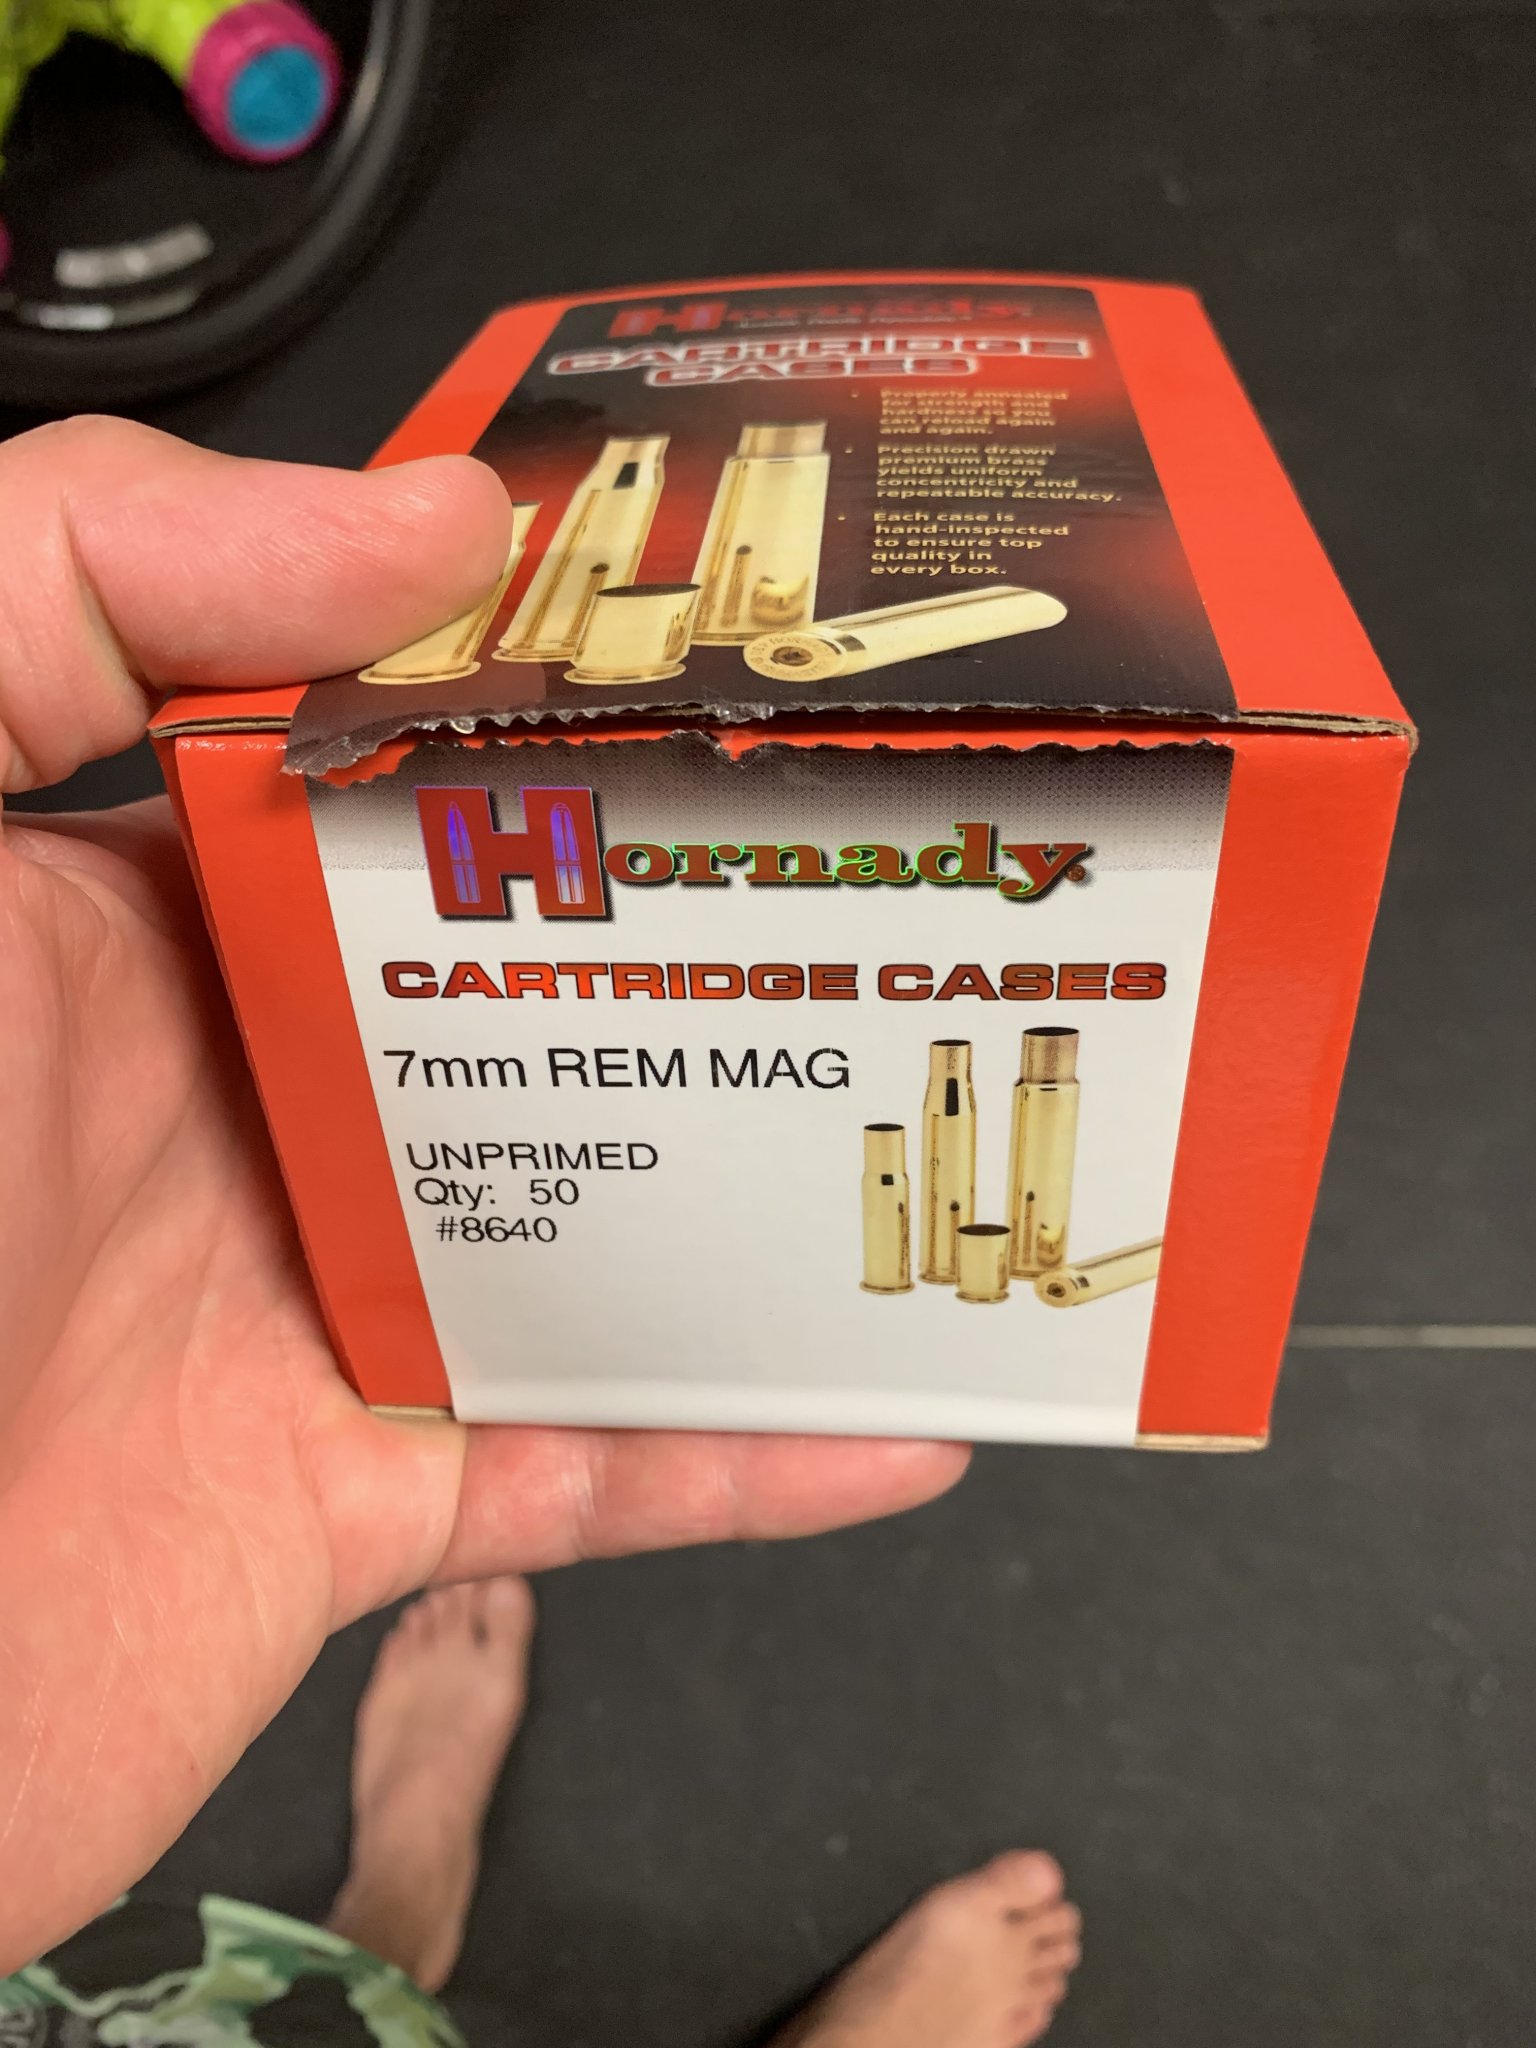 Hornady
CARTRIDGE
CASES
• Properly annealed
for strength and
hardness so you
can reload again
and again.
• Precision drawn
premium brass
yields uniform
concentricity and
repeatable accuracy.
• Each case is
hand-inspected
to ensure top
quality in
every box.
Hornady®
CARTRIDGE CASES
7mm REM MAG
UNPRIMED
Qty: 50
#8640